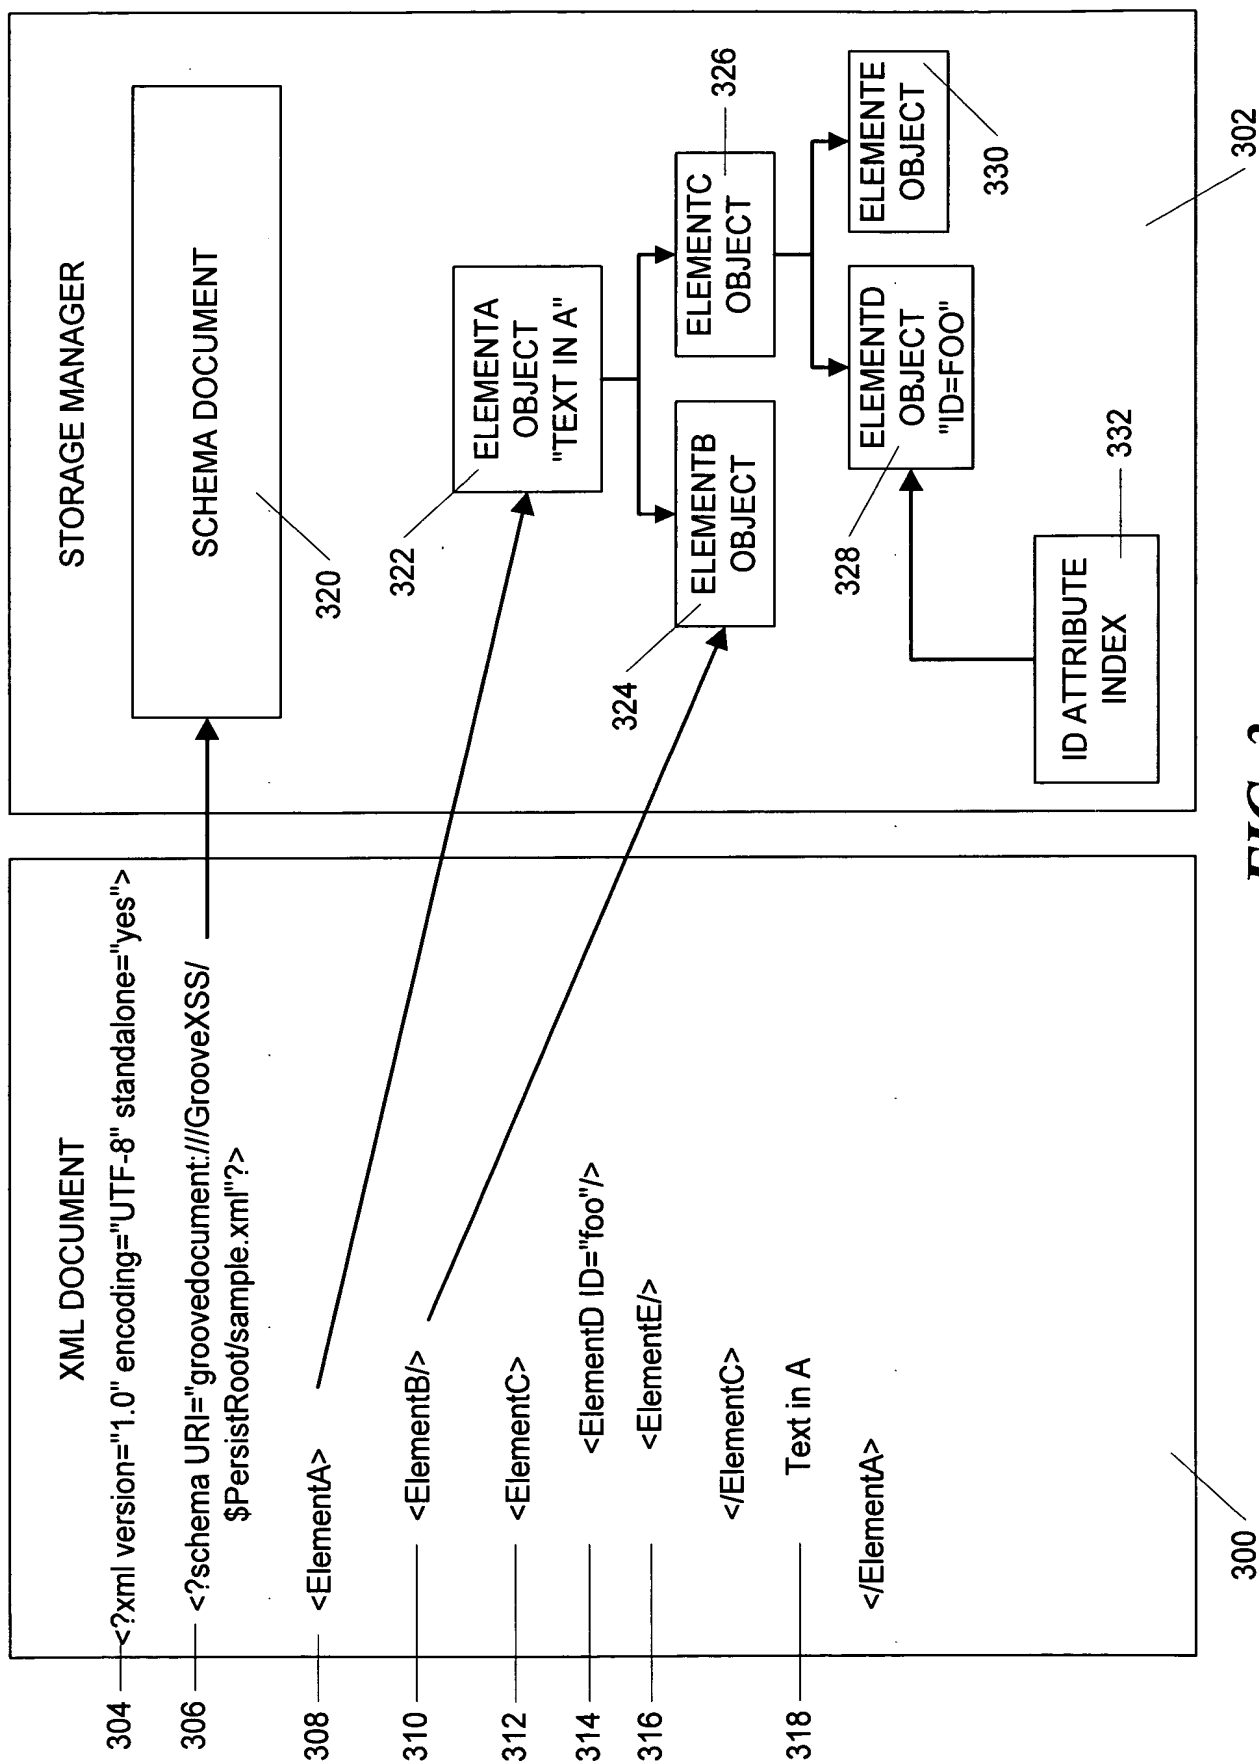 XML DOCUMENT
304
<?xml version="1.0" encoding="UTF-8" standalone="yes">
306
<?schema URI="groovedocument:///GrooveXSS/
$PersistRoot/sample.xml"?>
308
<ElementA>
310
<ElementB/>
312
<ElementC>
314
<ElementD ID="foo"/>
316
<ElementE/>
</ElementC>
318
Text in A
</ElementA>
300
STORAGE MANAGER
SCHEMA DOCUMENT
320
322
ELEMENTA
OBJECT
"TEXT IN A"
324
ELEMENTB
OBJECT
326
ELEMENTC
OBJECT
328
ELEMENTD
OBJECT
"ID=FOO"
ELEMENTE
OBJECT
330
332
ID ATTRIBUTE
INDEX
302
FIG.